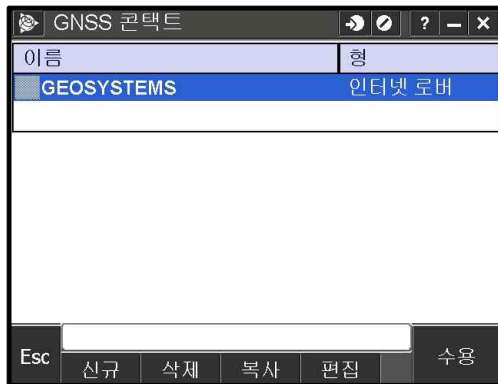 GNSS 콘택트 ? – ×
이름 형
GEOSYSTEMS 인터넷 로버
Esc 신규 삭제 복사 편집 수용